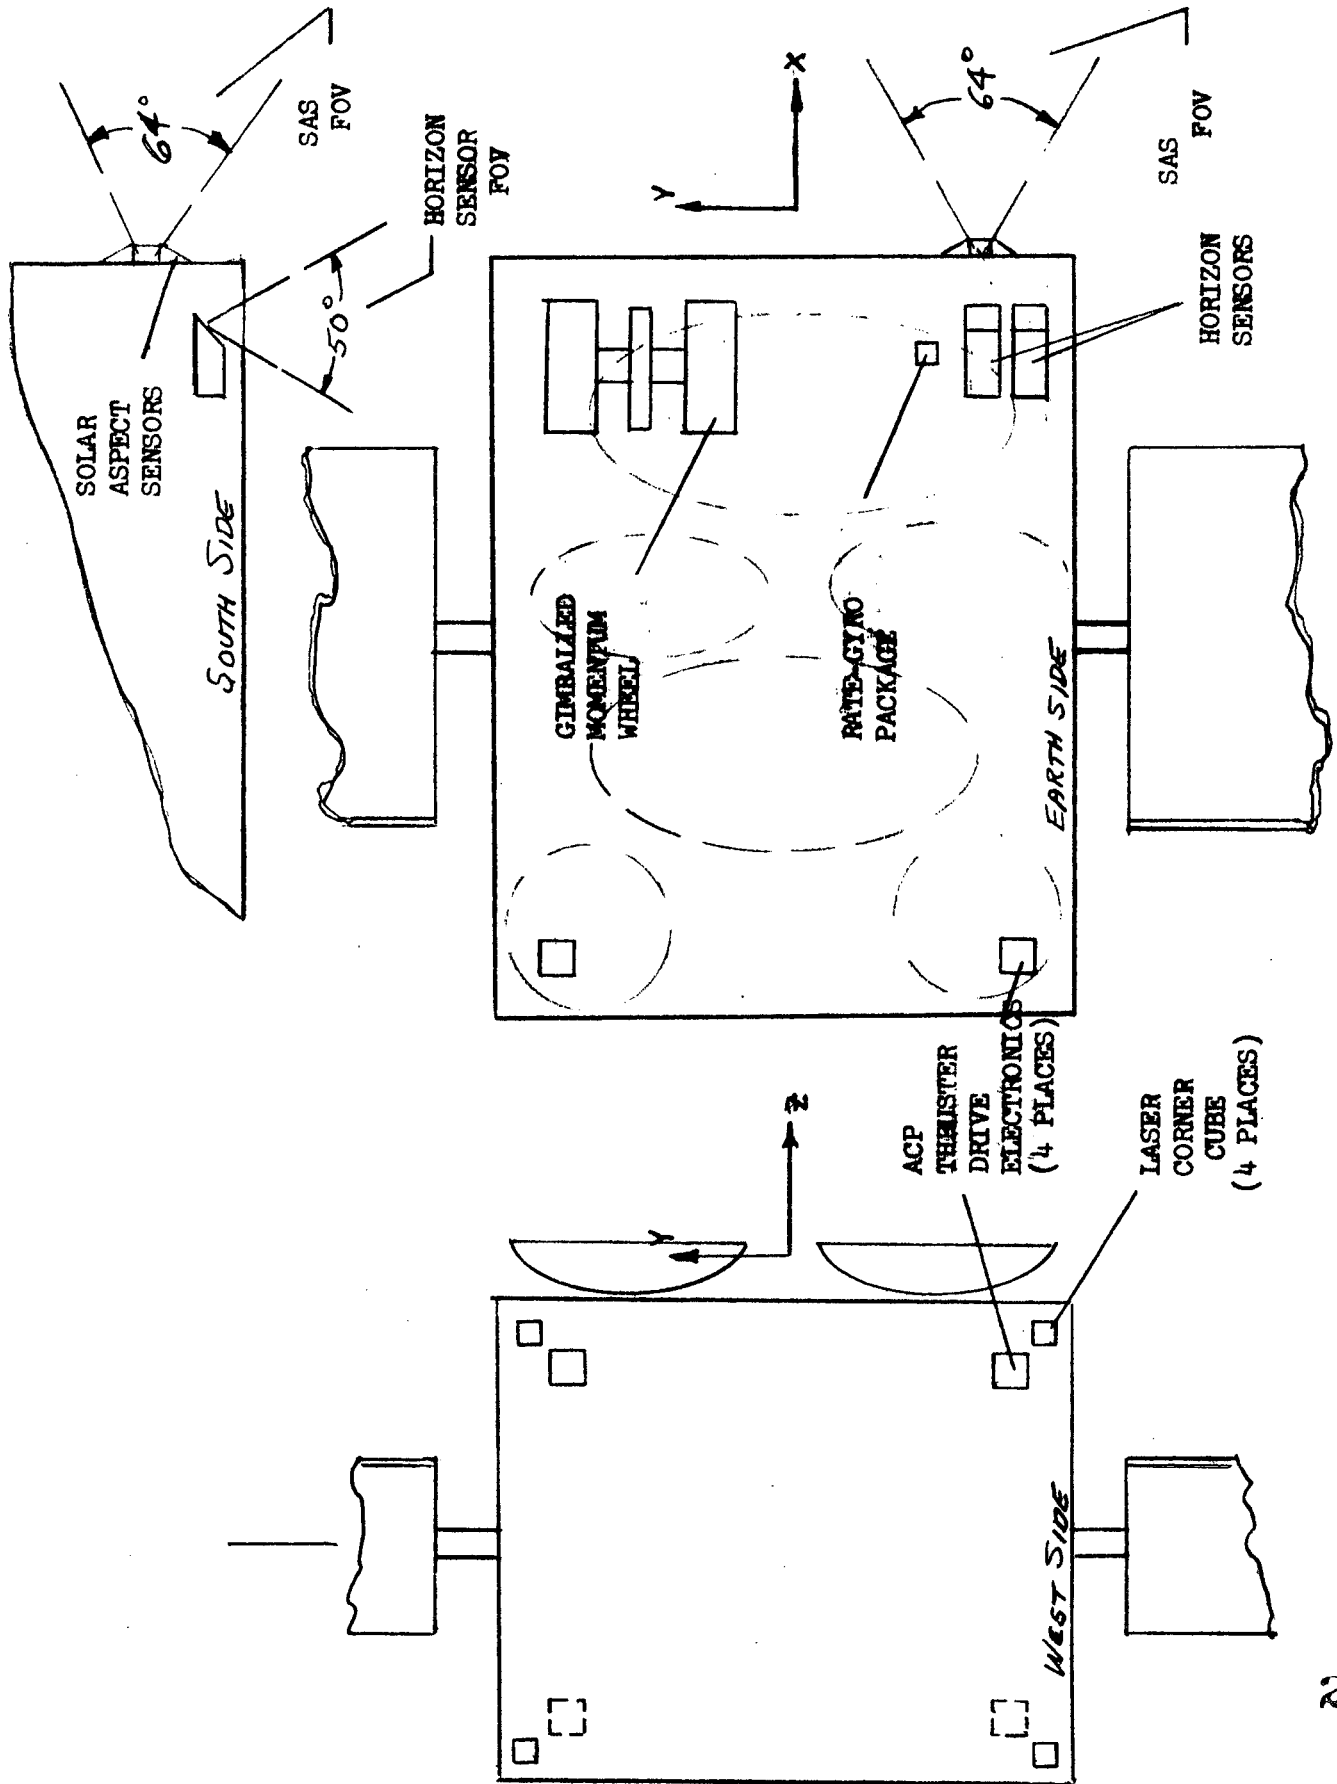 64°
SAS
FOV
SOLAR
ASPECT
SENSORS
50°
HORIZON
SENSOR
FOV
SOUTH SIDE
Y
X
64°
SAS
FOV
GIMBALLED
MOMENTUM
WHEEL
RATE-GYRO
PACKAGE
HORIZON
SENSORS
EARTH SIDE
Y
Z
ACP
THRUSTER
DRIVE
ELECTRONICS
(4 PLACES)
LASER
CORNER
CUBE
(4 PLACES)
WEST SIDE